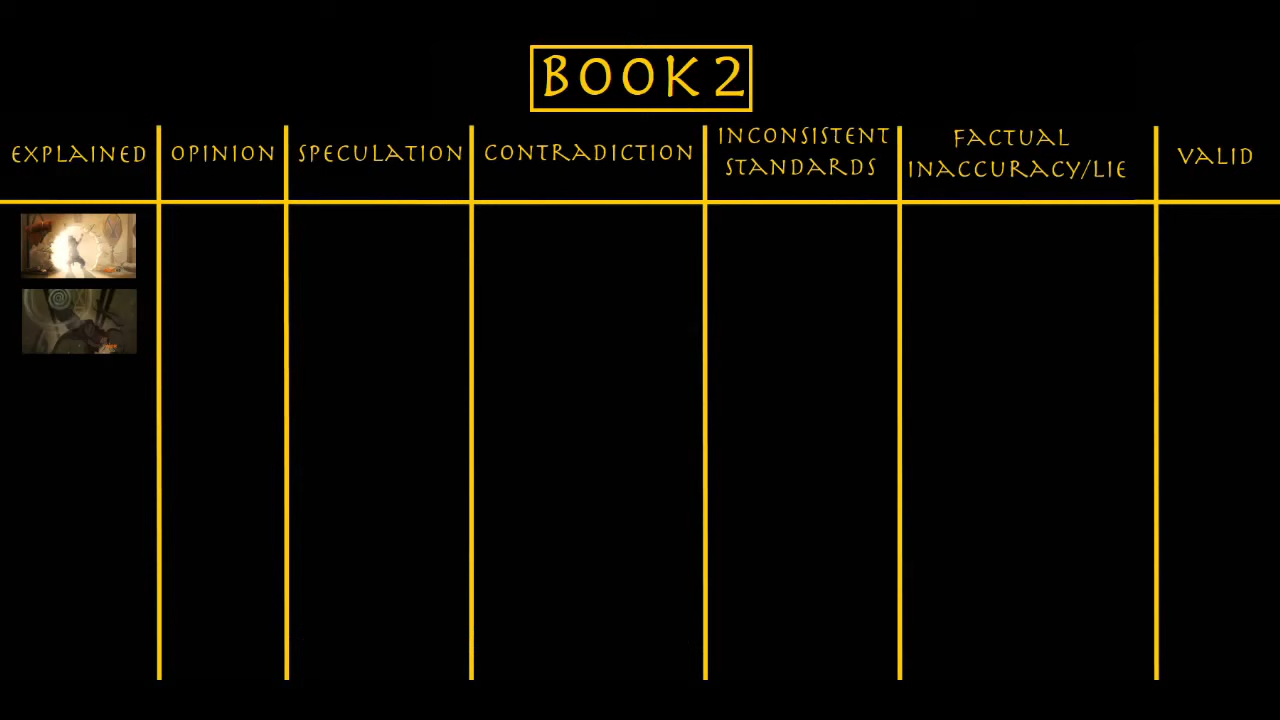 BOOK 2
EXPLAINED
OPINION
SPECULATION
CONTRADICTION
INCONSISTENT
STANDARDS
FACTUAL
INACCURACY/LIE
VALID